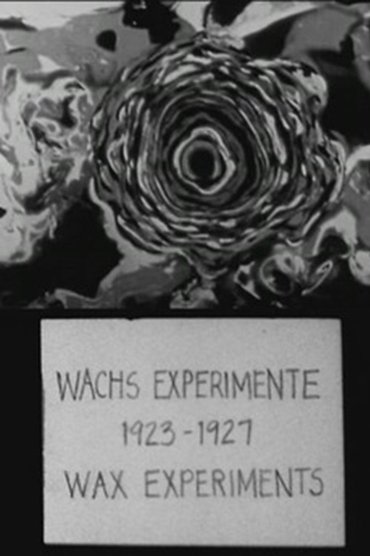 WACHS EXPERIMENTE
1923-1927
WAX EXPERIMENTS